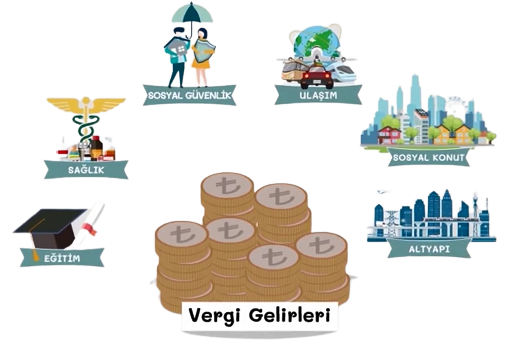 SOSYAL GÜVENLİK
ULAŞIM
SAĞLIK
SOSYAL KONUT
EĞİTİM
ALTYAPI
Vergi Gelirleri